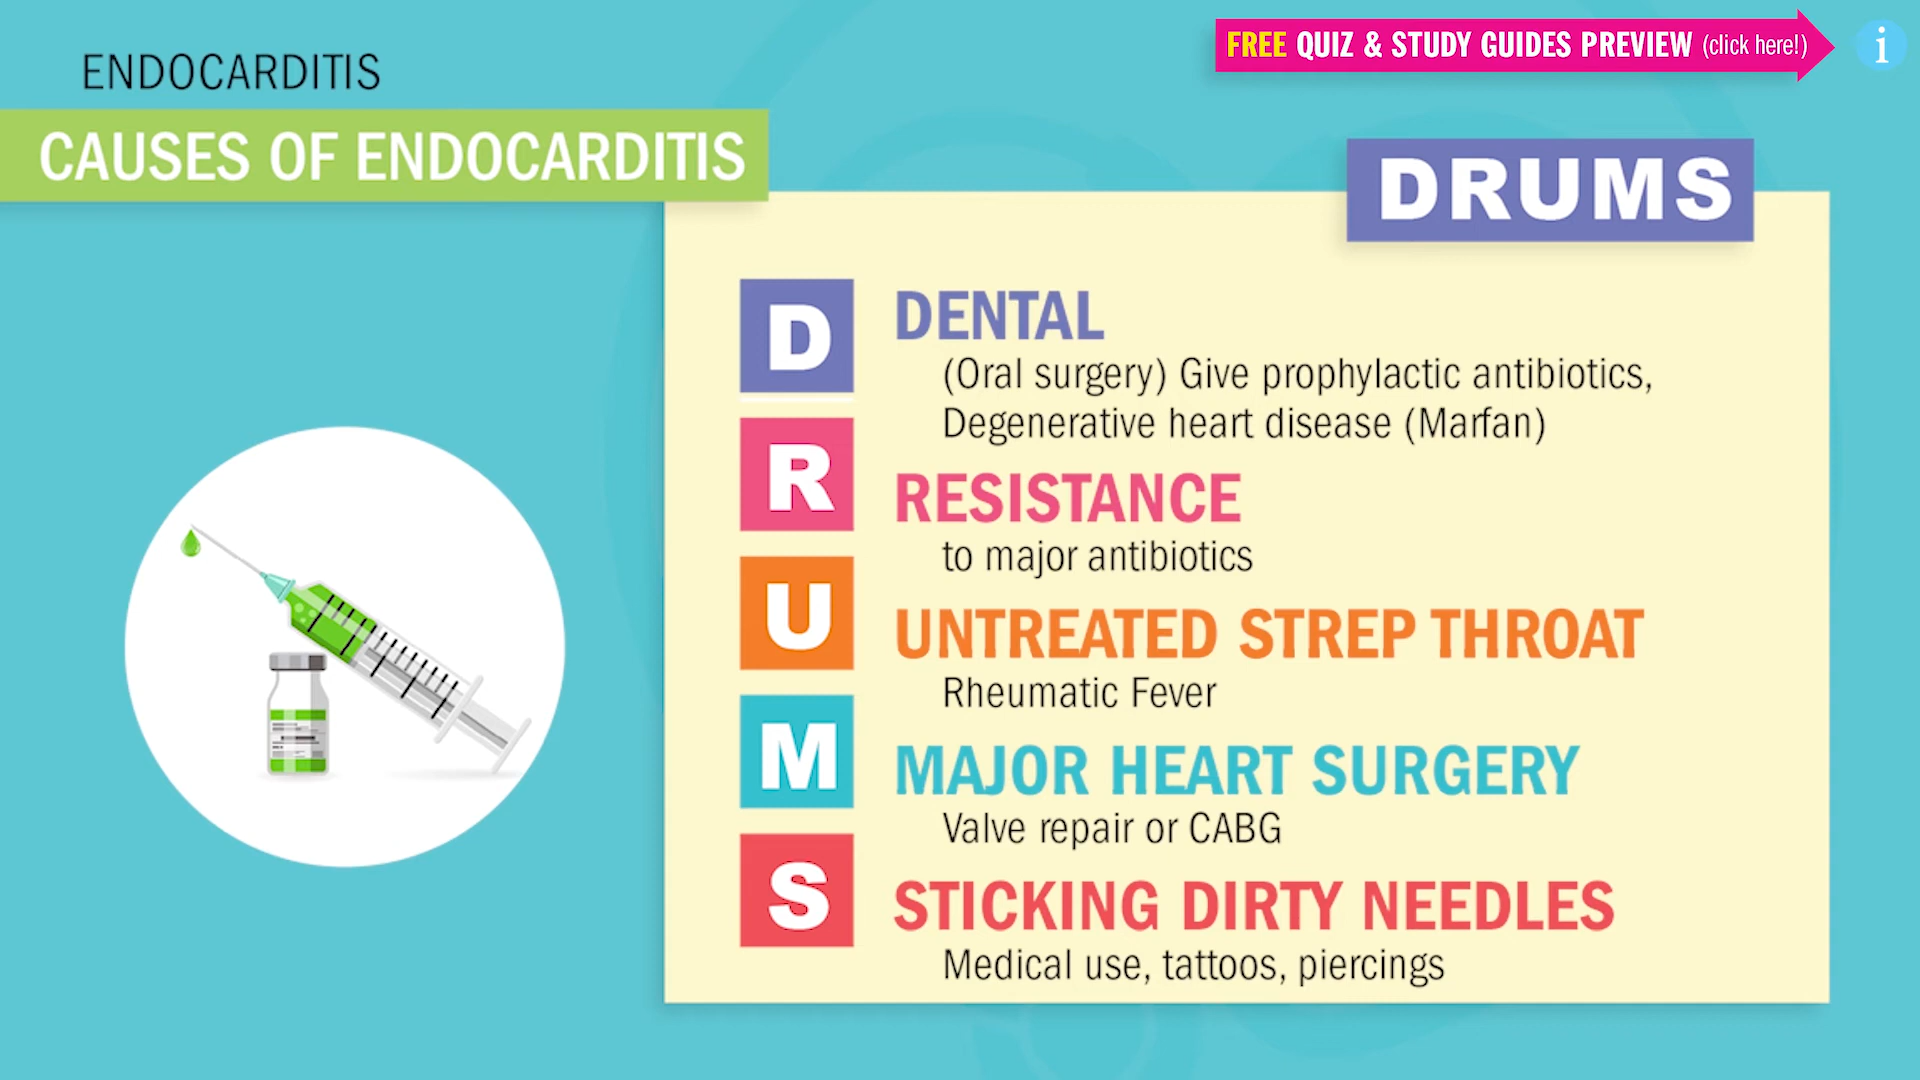 FREE QUIZ & STUDY GUIDES PREVIEW (click here!)
i
ENDOCARDITIS
CAUSES OF ENDOCARDITIS
DRUMS
D
DENTAL
(Oral surgery) Give prophylactic antibiotics,
Degenerative heart disease (Marfan)
R
RESISTANCE
to major antibiotics
U
UNTREATED STREP THROAT
Rheumatic Fever
M
MAJOR HEART SURGERY
Valve repair or CABG
S
STICKING DIRTY NEEDLES
Medical use, tattoos, piercings